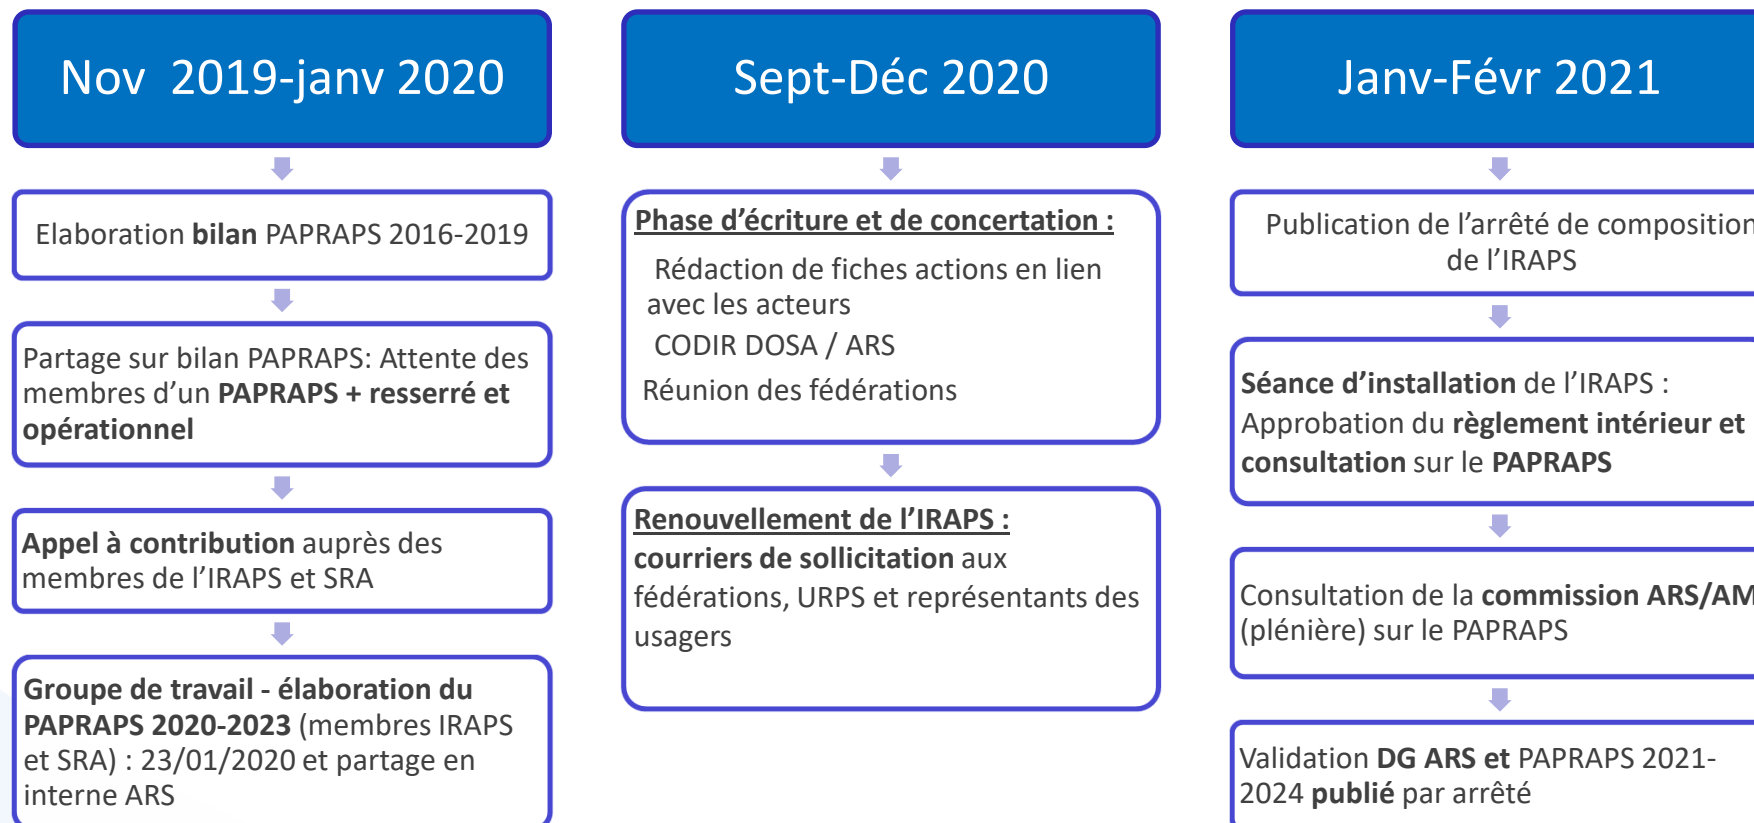 Nov 2019-janv 2020
Elaboration bilan PAPRAPS 2016-2019
Partage sur bilan PAPRAPS: Attente des
membres d’un PAPRAPS + resserré et
opérationnel
Appel à contribution auprès des
membres de l’IRAPS et SRA
Groupe de travail - élaboration du
PAPRAPS 2020-2023 (membres IRAPS
et SRA) : 23/01/2020 et partage en
interne ARS
Sept-Déc 2020
Phase d’écriture et de concertation :
Rédaction de fiches actions en lien
avec les acteurs
CODIR DOSA / ARS
Réunion des fédérations
Renouvellement de l’IRAPS :
courriers de sollicitation aux
fédérations, URPS et représentants des
usagers
Janv-Févr 2021
Publication de l’arrêté de composition
de l’IRAPS
Séance d’installation de l’IRAPS :
Approbation du règlement intérieur et
consultation sur le PAPRAPS
Consultation de la commission ARS/AM
(plénière) sur le PAPRAPS
Validation DG ARS et PAPRAPS 2021-
2024 publié par arrêté